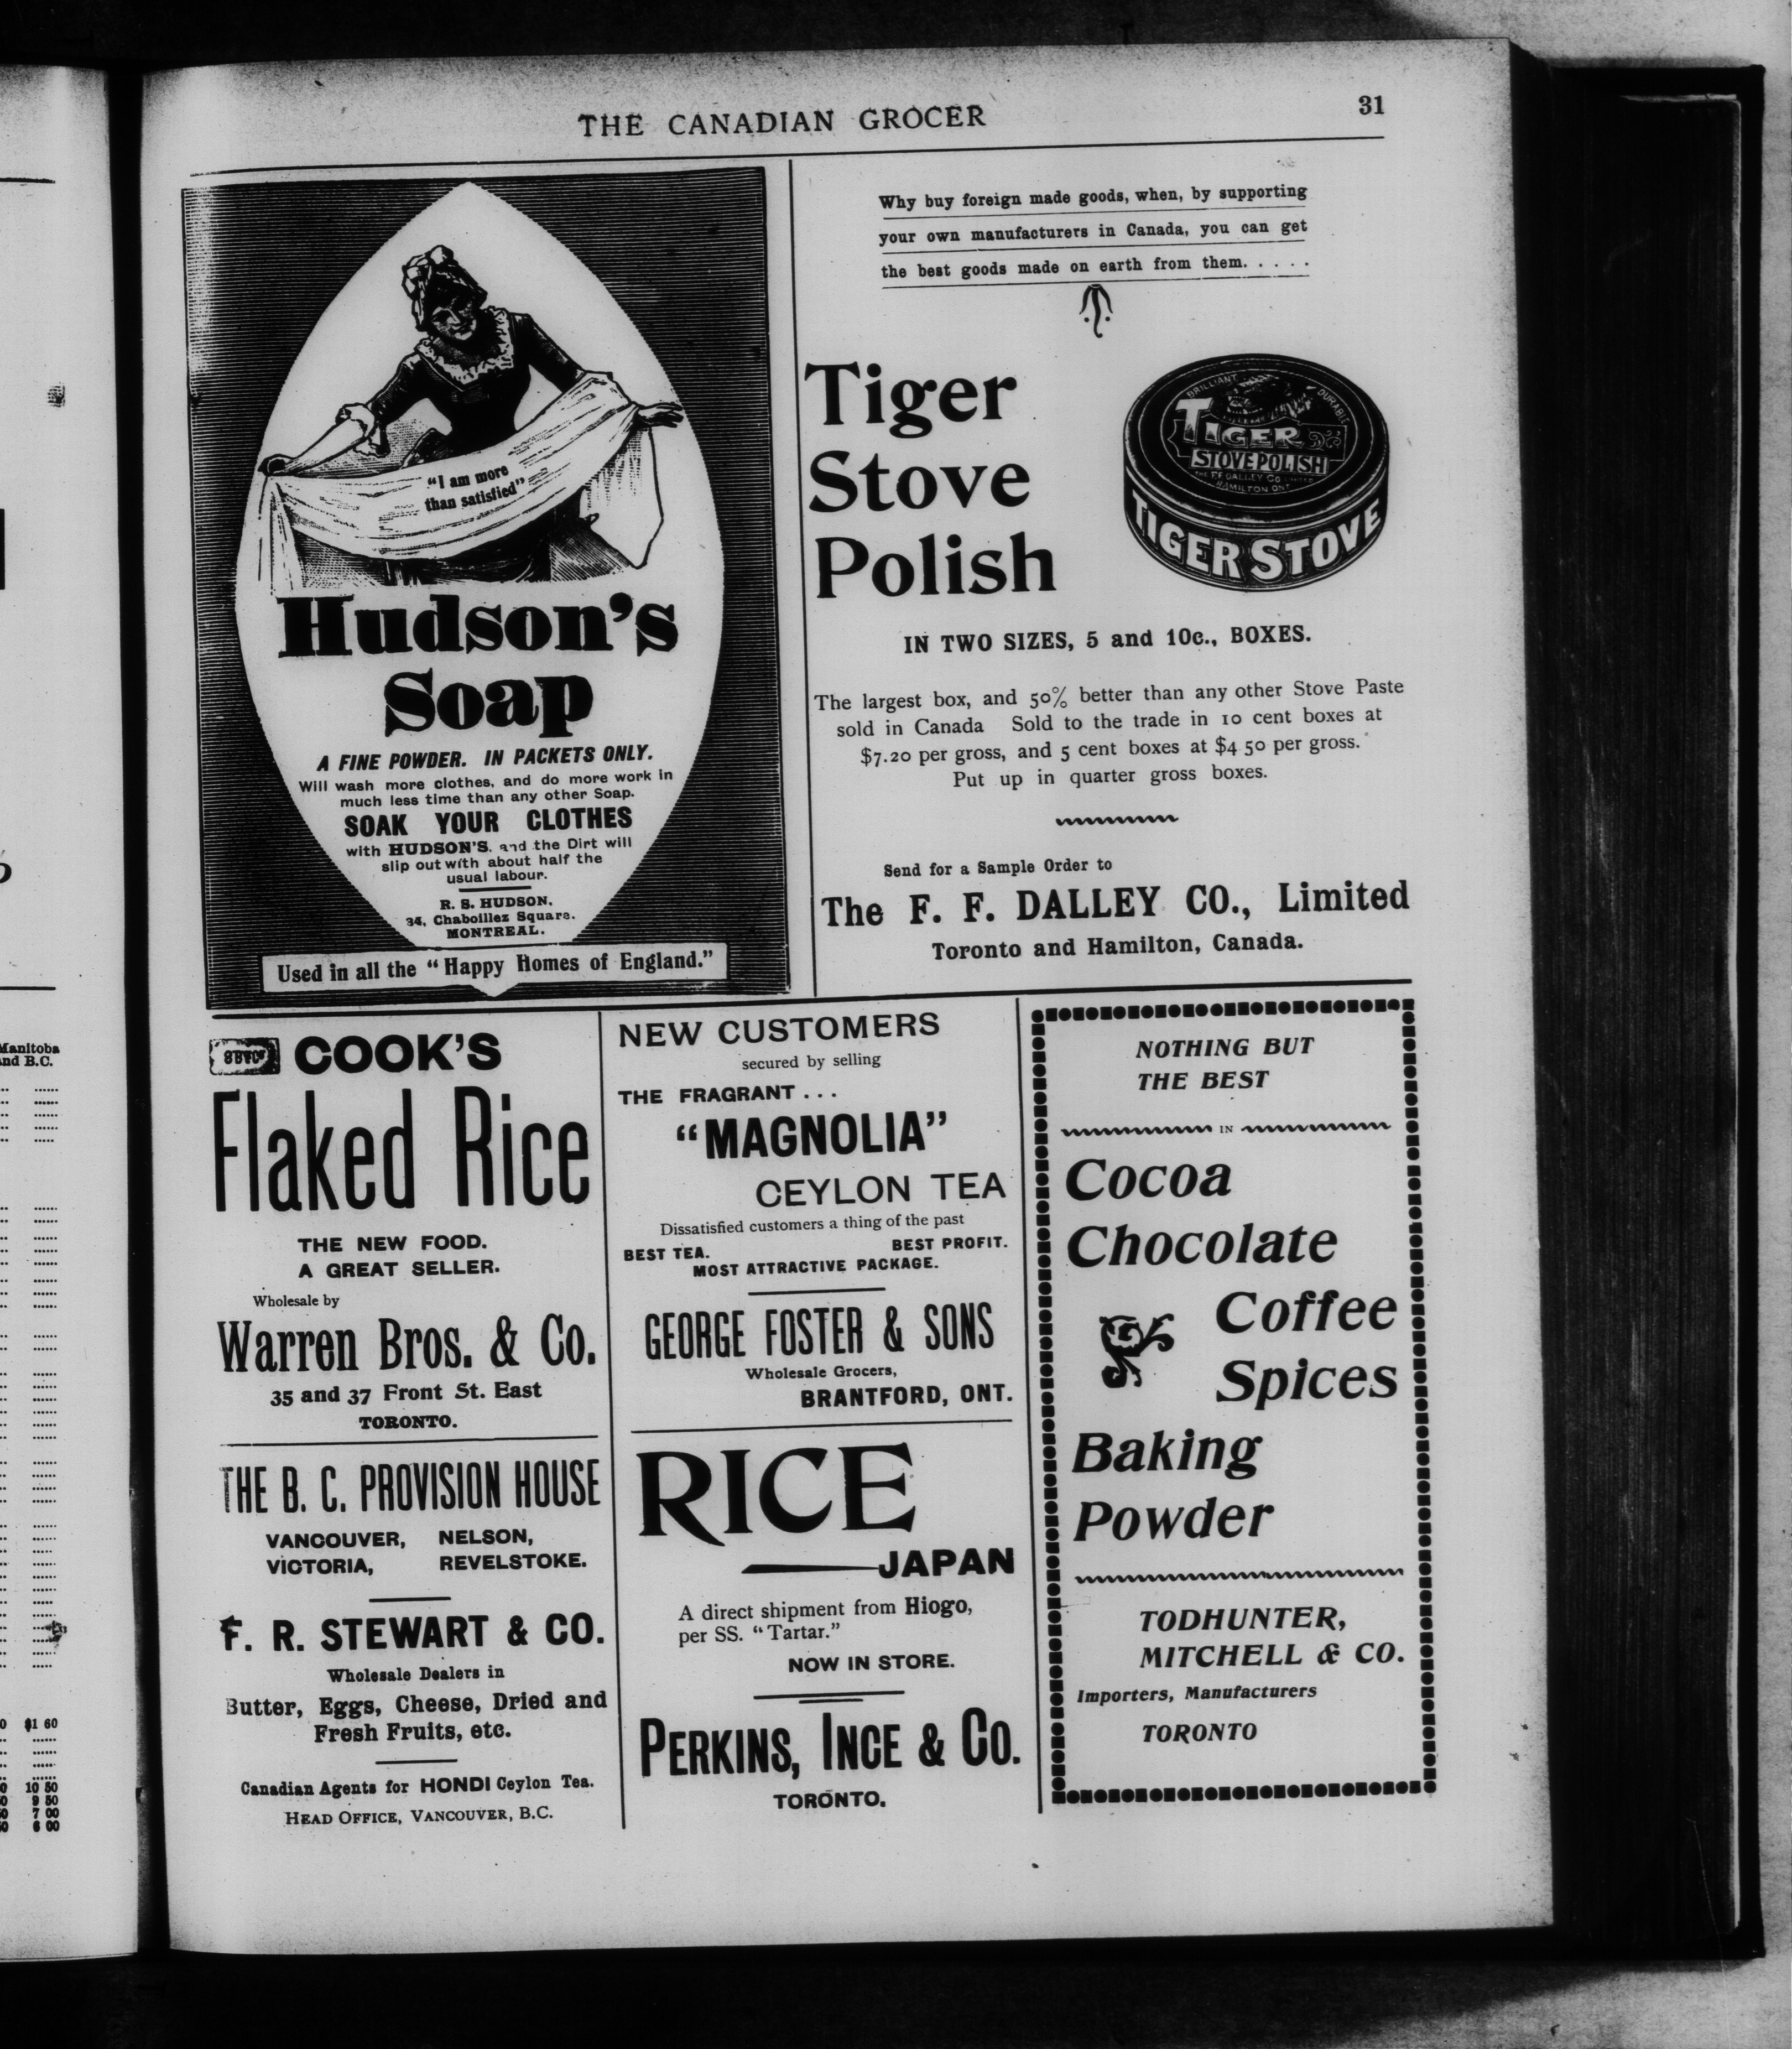 THE CANADIAN GROCER
31
"I am more
than satisfied"
Hudson's
Soap
A FINE POWDER. IN PACKETS ONLY.
Will wash more clothes, and do more work in
much less time than any other Soap.
SOAK YOUR CLOTHES
with HUDSON'S, and the Dirt will
slip out with about half the
usual labour.
R. S. HUDSON,
34, Chaboillez Square,
MONTREAL.
Used in all the "Happy Homes of England."
Why buy foreign made goods, when, by supporting
your own manufacturers in Canada, you can get
the best goods made on earth from them. . . . .
Tiger
Stove
Polish
BRILLIANT DURABLE
TIGER
STOVE POLISH
THE F.F. DALLEY Co LIMITED
HAMILTON ONT
TIGER STOVE
IN TWO SIZES, 5 and 10c., BOXES.
The largest box, and 50% better than any other Stove Paste
sold in Canada Sold to the trade in 10 cent boxes at
$7.20 per gross, and 5 cent boxes at $4 50 per gross.
Put up in quarter gross boxes.
Send for a Sample Order to
The F. F. DALLEY CO., Limited
Toronto and Hamilton, Canada.
COOK'S
Flaked Rice
THE NEW FOOD.
A GREAT SELLER.
Wholesale by
Warren Bros. & Co.
35 and 37 Front St. East
TORONTO.
THE B. C. PROVISION HOUSE
VANCOUVER, NELSON,
VICTORIA, REVELSTOKE.
F. R. STEWART & CO.
Wholesale Dealers in
Butter, Eggs, Cheese, Dried and
Fresh Fruits, etc.
Canadian Agents for HONDI Ceylon Tea.
HEAD OFFICE, VANCOUVER, B.C.
NEW CUSTOMERS
secured by selling
THE FRAGRANT . . .
"MAGNOLIA"
CEYLON TEA
Dissatisfied customers a thing of the past
BEST TEA. BEST PROFIT.
MOST ATTRACTIVE PACKAGE.
GEORGE FOSTER & SONS
Wholesale Grocers,
BRANTFORD, ONT.
RICE
JAPAN
A direct shipment from Hiogo,
per SS. "Tartar."
NOW IN STORE.
PERKINS, INCE & CO.
TORONTO.
NOTHING BUT
THE BEST
IN
Cocoa
Chocolate
Coffee
Spices
Baking
Powder
TODHUNTER,
MITCHELL & CO.
Importers, Manufacturers
TORONTO
Manitoba
and B.C.
$1 60
10 50
9 50
7 00
6 00